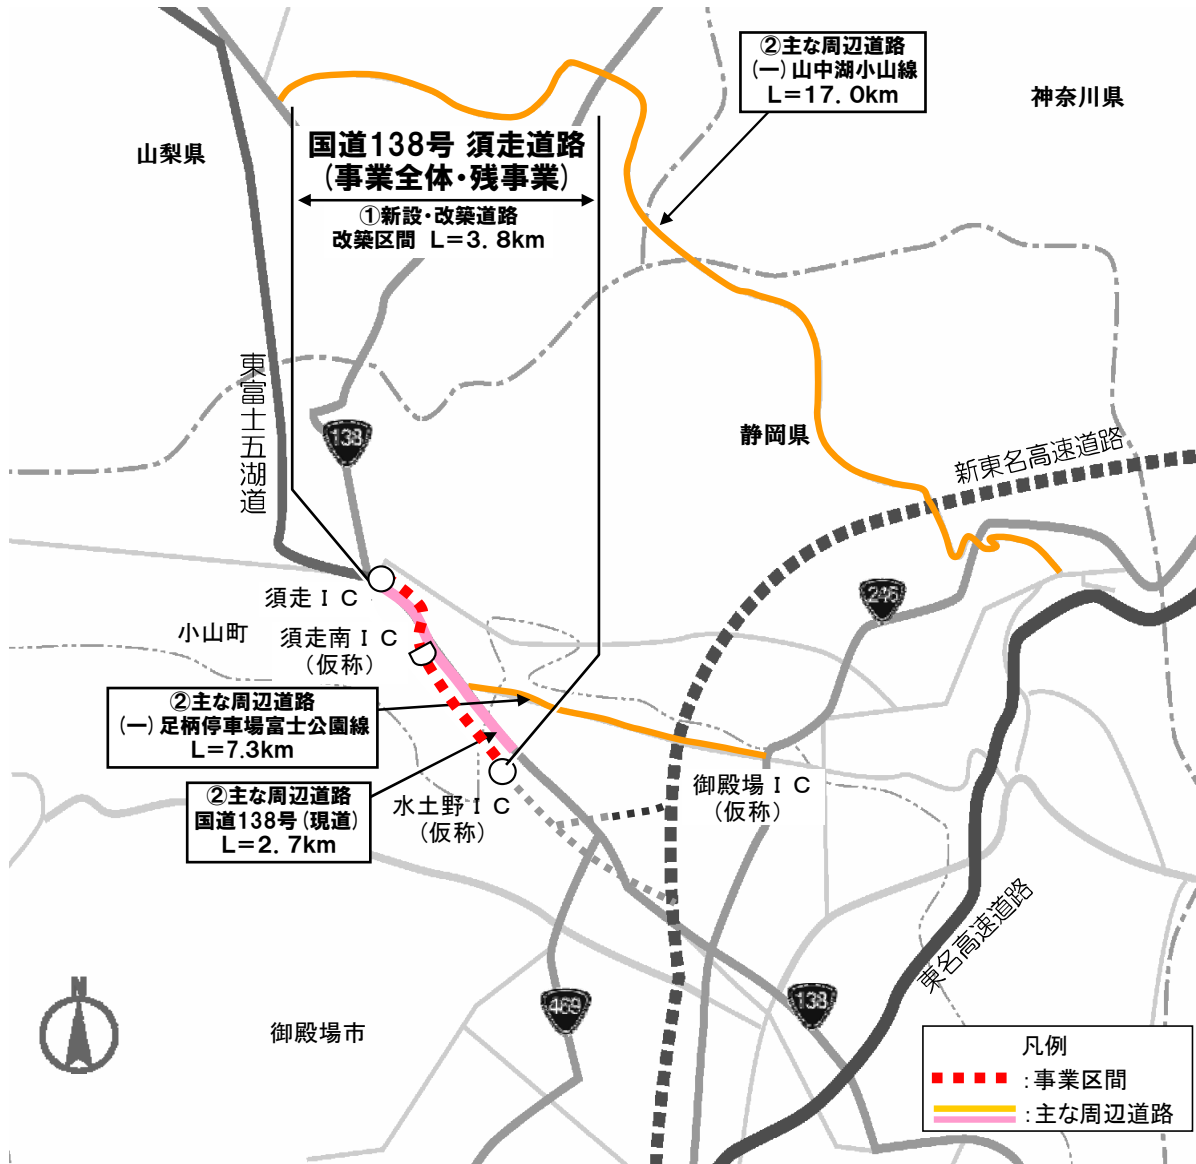 ②主な周辺道路
(一)山中湖小山線
L=17.0km
神奈川県
山梨県
国道138号 須走道路
(事業全体・残事業)
①新設・改築道路
改築区間 L=3.8km
東富士五湖道
138
静岡県
新東名高速道路
246
須走IC
小山町
須走南IC
(仮称)
②主な周辺道路
(一)足柄停車場富士公園線
L=7.3km
②主な周辺道路
国道138号(現道)
L=2.7km
水土野IC
(仮称)
御殿場IC
(仮称)
東名高速道路
469
138
N
御殿場市
凡例
:事業区間
:主な周辺道路